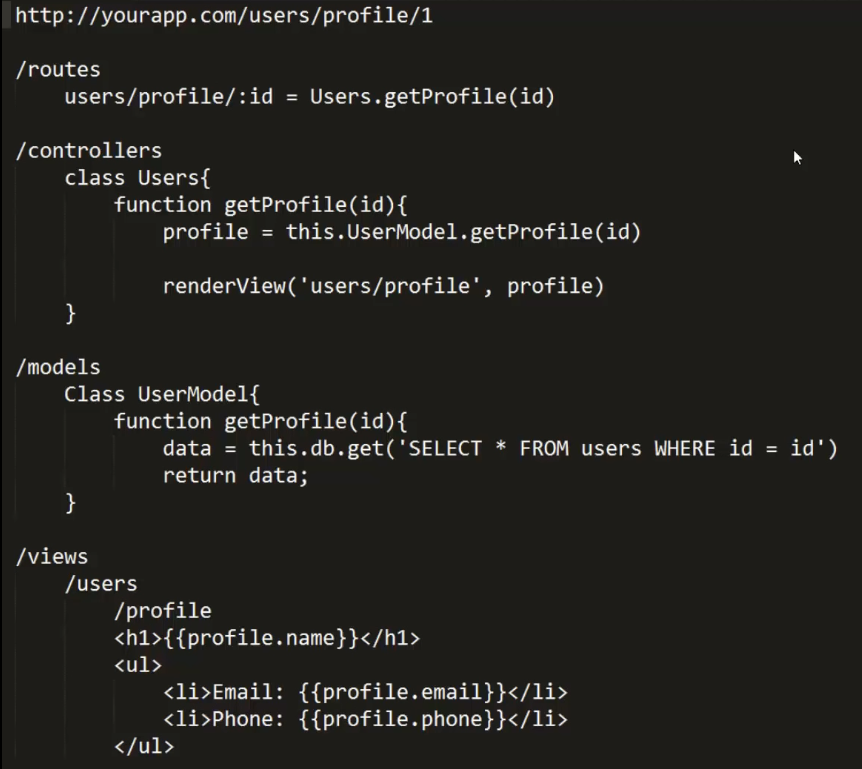 http://yourapp.com/users/profile/1
/routes
users/profile/:id = Users.getProfile(id)
/controllers
class Users{
function getProfile(id){
profile = this.UserModel.getProfile(id)
renderView('users/profile', profile)
}
/models
Class UserModel{
function getProfile(id){
data = this.db.get('SELECT * FROM users WHERE id = id')
return data;
}
/views
/users
/profile
<h1>{{profile.name}}</h1>
<ul>
<li>Email: {{profile.email}}</li>
<li>Phone: {{profile.phone}}</li>
</ul>